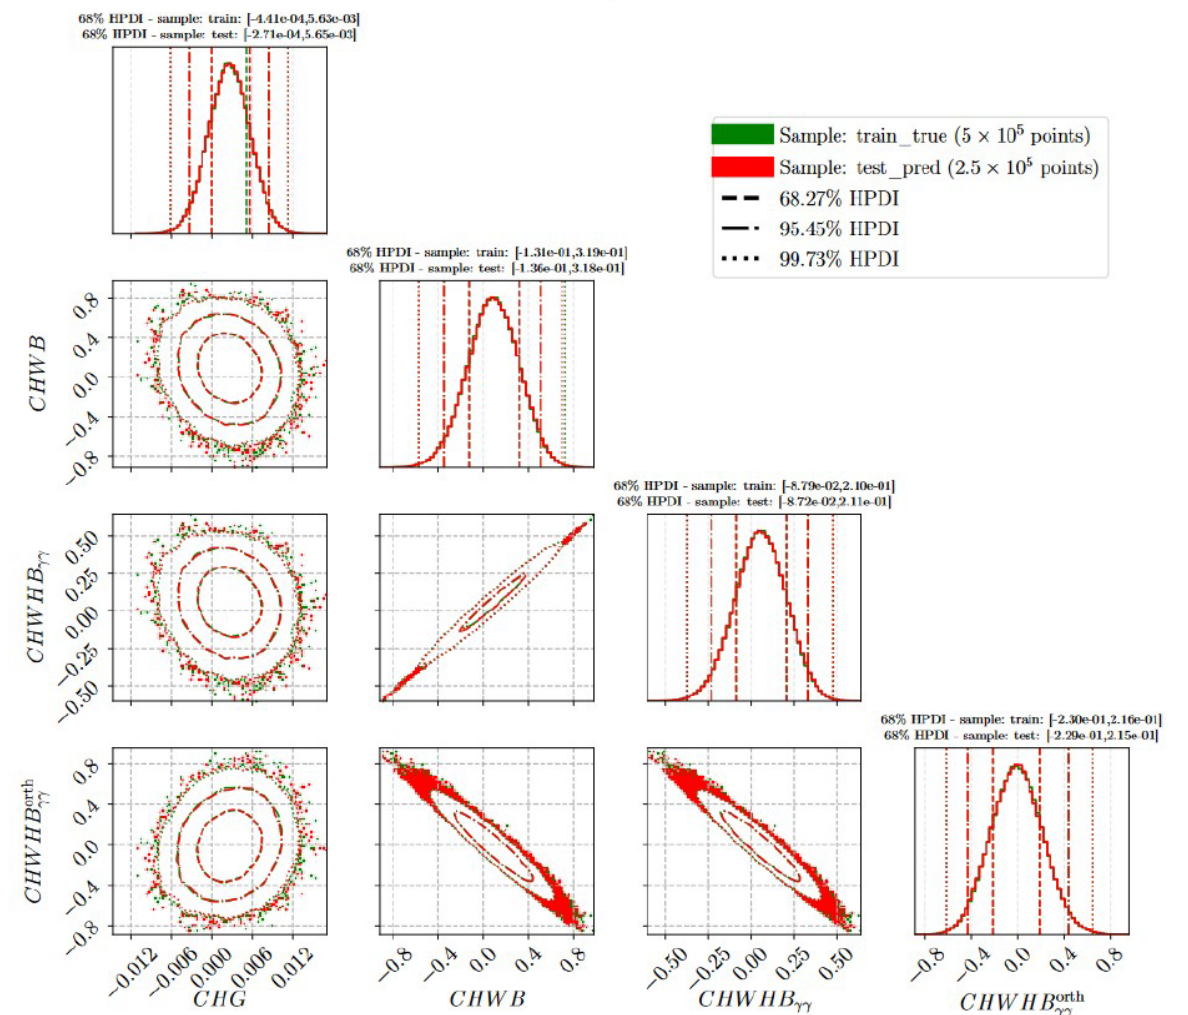 68% HPDI - sample: train: [-4.41e-04,5.63e-03]
68% HPDI - sample: test: [-2.71e-04,5.65e-03]
Sample: train_true (5 × 10⁵ points)
Sample: test_pred (2.5 × 10⁵ points)
68.27% HPDI
95.45% HPDI
99.73% HPDI
68% HPDI - sample: train: [-1.31e-01,3.19e-01]
68% HPDI - sample: test: [-1.36e-01,3.18e-01]
CHWB
0.8
0.4
0.0
−0.4
−0.8
68% HPDI - sample: train: [-8.79e-02,2.10e-01]
68% HPDI - sample: test: [-8.72e-02,2.11e-01]
CHWHBγγ
0.50
0.25
0.00
−0.25
−0.50
68% HPDI - sample: train: [-2.30e-01,2.16e-01]
68% HPDI - sample: test: [-2.29e-01,2.15e-01]
CHWHBγγ^orth
0.8
0.4
0.0
−0.4
−0.8
−0.012 −0.006 0.000 0.006 0.012
CHG
−0.8 −0.4 0.0 0.4 0.8
CHWB
−0.50 −0.25 0.00 0.25 0.50
CHWHBγγ
−0.8 −0.4 0.0 0.4 0.8
CHWHBγγ^orth